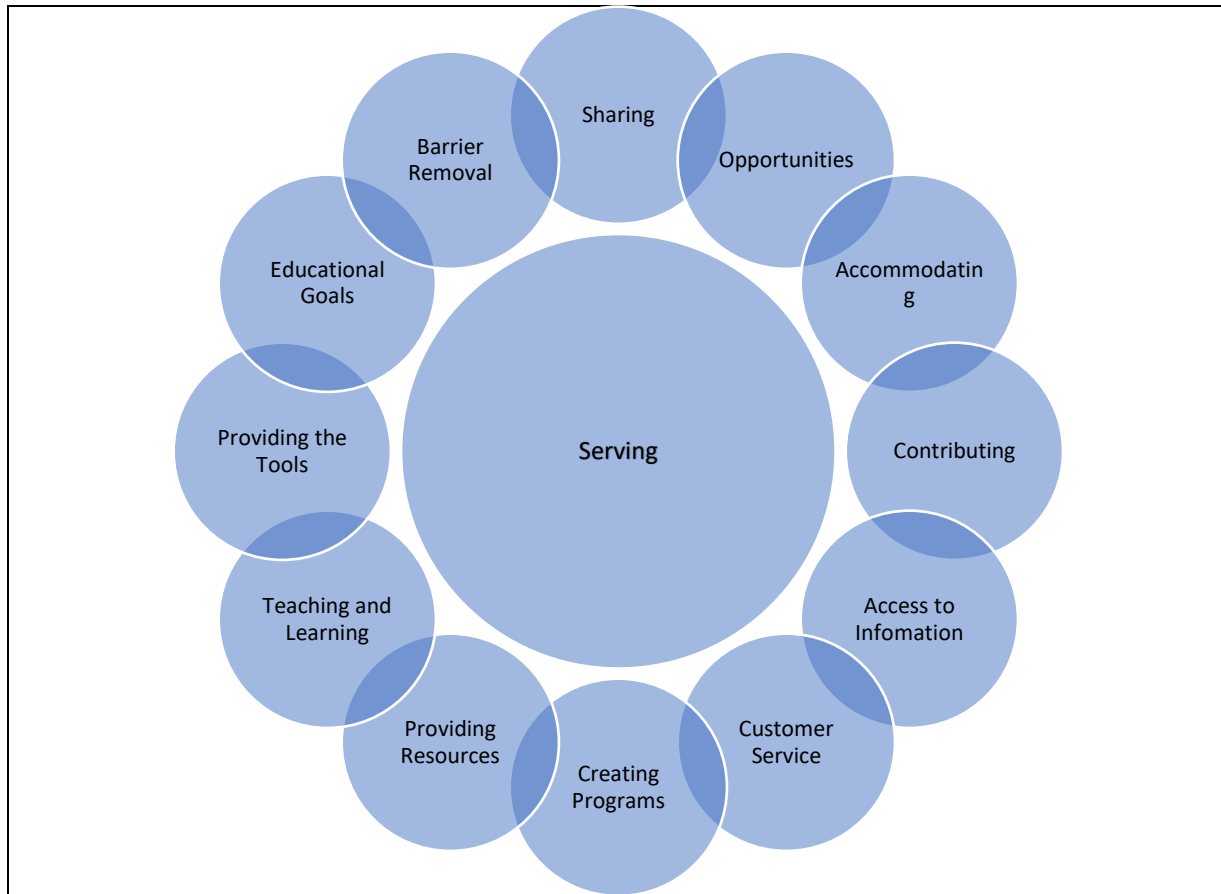 Sharing
Opportunities
Accommodatin
g
Contributing
Access to
Infomation
Customer
Service
Creating
Programs
Providing
Resources
Teaching and
Learning
Providing the
Tools
Educational
Goals
Barrier
Removal
Serving